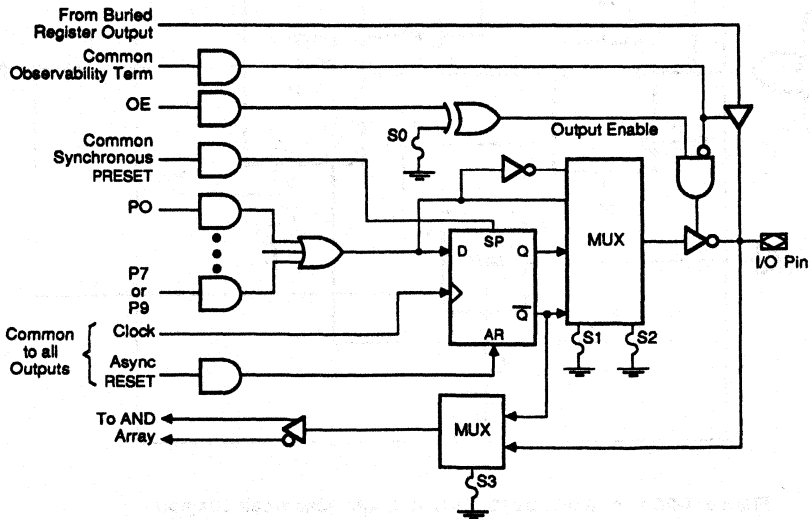 From Buried
Register Output
Common
Observability Term
OE
S0
Output Enable
Common
Synchronous
PRESET
PO
P7
or
P9
MUX
SP
D
Q
Q
AR
I/O Pin
S1
S2
Common
to all
Outputs
Clock
Async
RESET
To AND
Array
MUX
S3